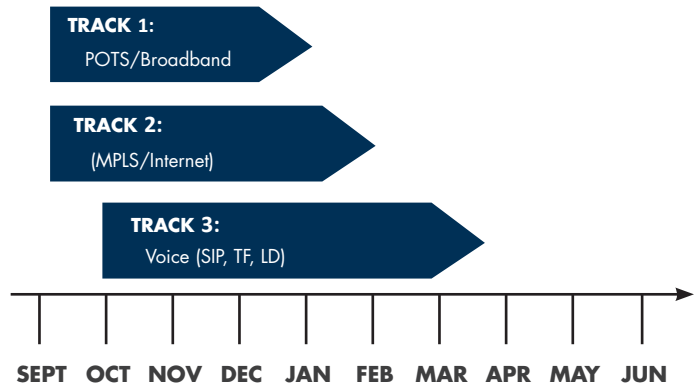 TRACK 1:
POTS/Broadband
TRACK 2:
(MPLS/Internet)
TRACK 3:
Voice (SIP, TF, LD)
SEPT OCT NOV DEC JAN FEB MAR APR MAY JUN